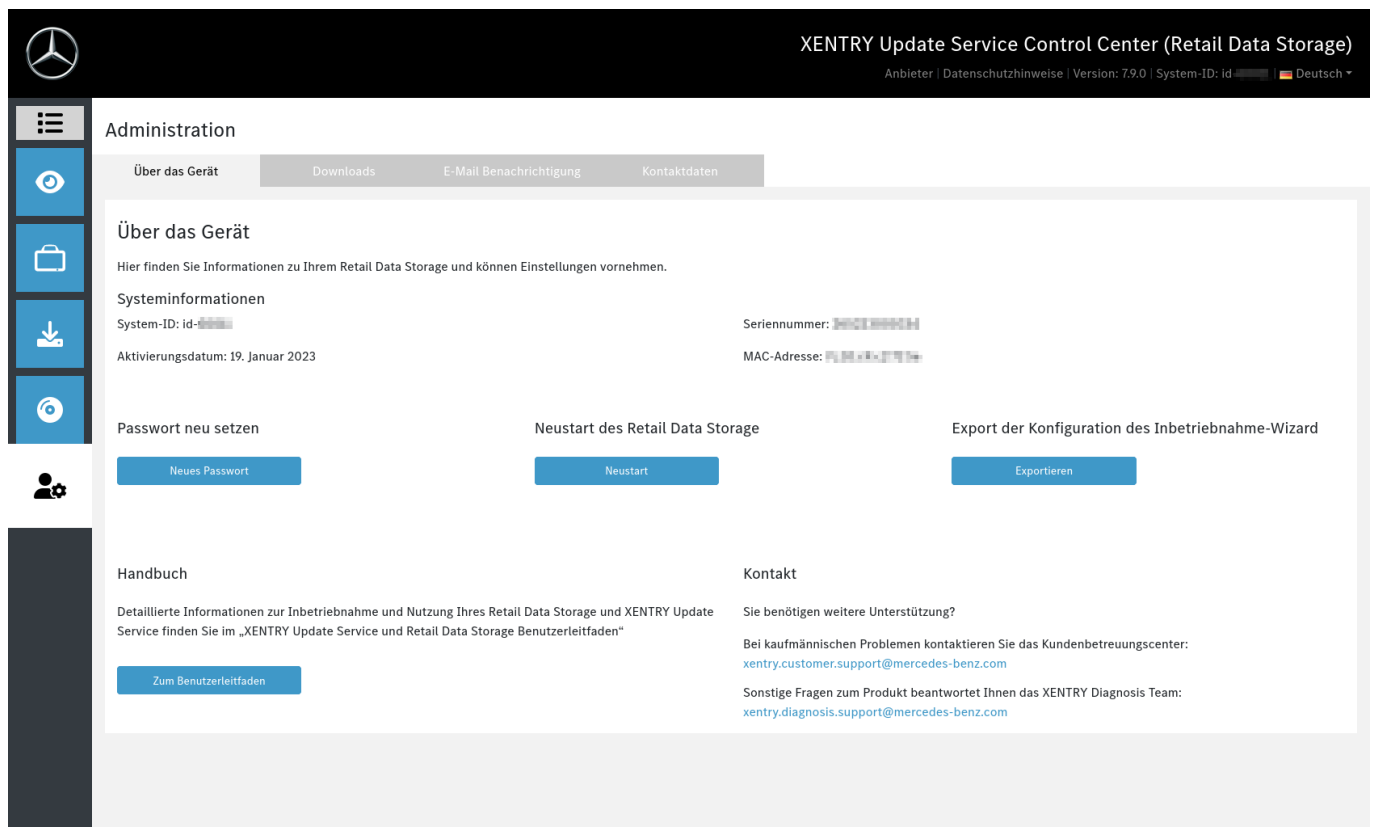 XENTRY Update Service Control Center (Retail Data Storage)
Anbieter | Datenschutzhinweise | Version: 7.9.0 | System-ID: id- | Deutsch
Administration
Über das Gerät
Downloads
E-Mail Benachrichtigung
Kontaktdaten
Über das Gerät
Hier finden Sie Informationen zu Ihrem Retail Data Storage und können Einstellungen vornehmen.
Systeminformationen
System-ID: id-
Seriennummer:
Aktivierungsdatum: 19. Januar 2023
MAC-Adresse:
Passwort neu setzen
Neues Passwort
Neustart des Retail Data Storage
Neustart
Export der Konfiguration des Inbetriebnahme-Wizard
Exportieren
Handbuch
Detaillierte Informationen zur Inbetriebnahme und Nutzung Ihres Retail Data Storage und XENTRY Update
Service finden Sie im „XENTRY Update Service und Retail Data Storage Benutzerleitfaden“
Zum Benutzerleitfaden
Kontakt
Sie benötigen weitere Unterstützung?
Bei kaufmännischen Problemen kontaktieren Sie das Kundenbetreuungscenter:
xentry.customer.support@mercedes-benz.com
Sonstige Fragen zum Produkt beantwortet Ihnen das XENTRY Diagnosis Team:
xentry.diagnosis.support@mercedes-benz.com